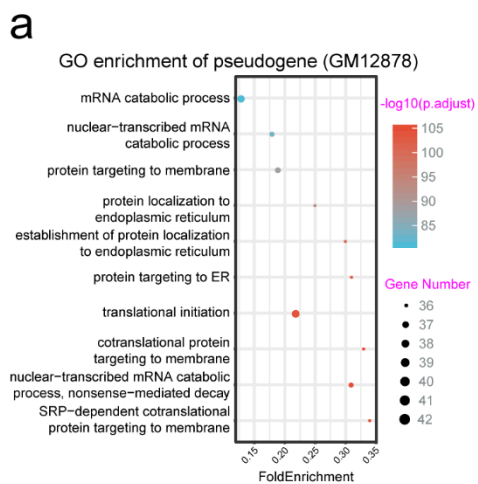 a
GO enrichment of pseudogene (GM12878)
mRNA catabolic process
nuclear−transcribed mRNA
catabolic process
protein targeting to membrane
protein localization to
endoplasmic reticulum
establishment of protein localization
to endoplasmic reticulum
protein targeting to ER
translational initiation
cotranslational protein
targeting to membrane
nuclear−transcribed mRNA catabolic
process, nonsense−mediated decay
SRP−dependent cotranslational
protein targeting to membrane
0.15 0.20 0.25 0.30 0.35
FoldEnrichment
-log10(p.adjust)
105
100
95
90
85
Gene Number
36
37
38
39
40
41
42